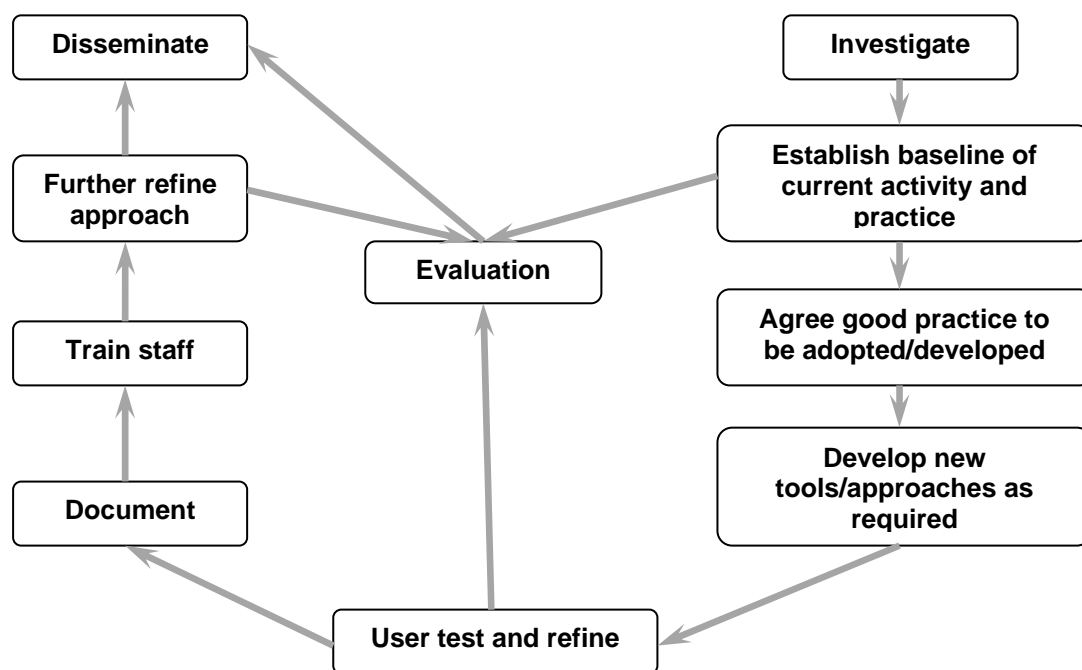 Disseminate
Investigate
Establish baseline of
current activity and
practice
Further refine
approach
Evaluation
Agree good practice to
be adopted/developed
Train staff
Develop new
tools/approaches as
required
Document
User test and refine